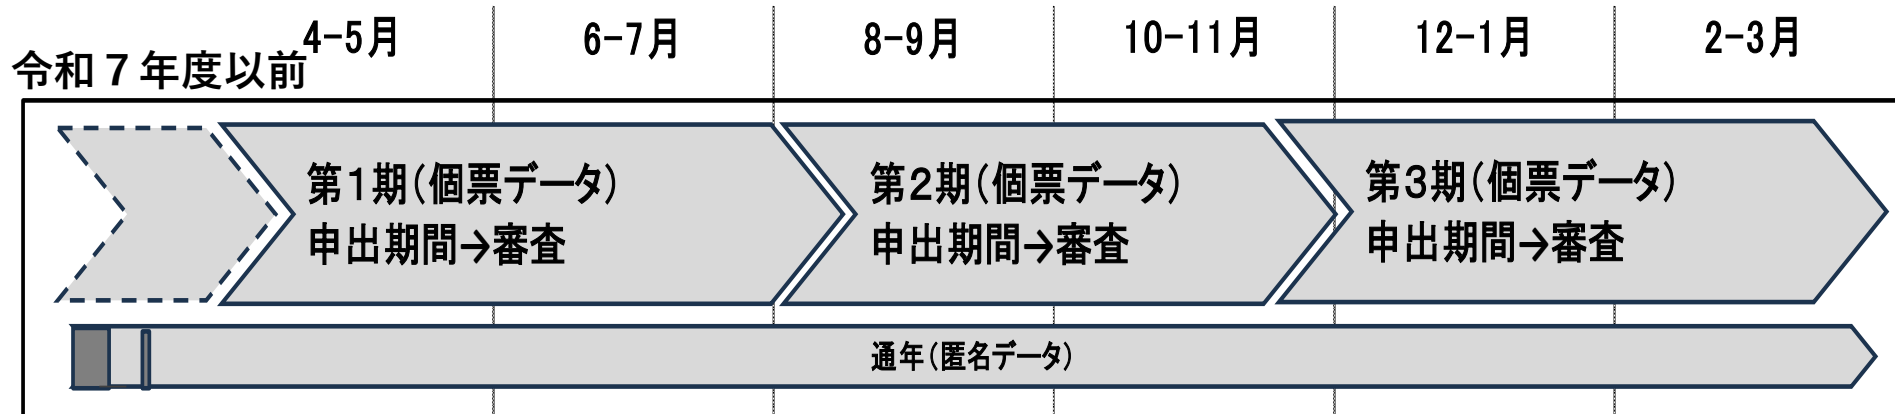 4-5月
6-7月
8-9月
10-11月
12-1月
2-3月
令和７年度以前
第１期(個票データ)
申出期間→審査
第２期(個票データ)
申出期間→審査
第３期(個票データ)
申出期間→審査
通年(匿名データ)